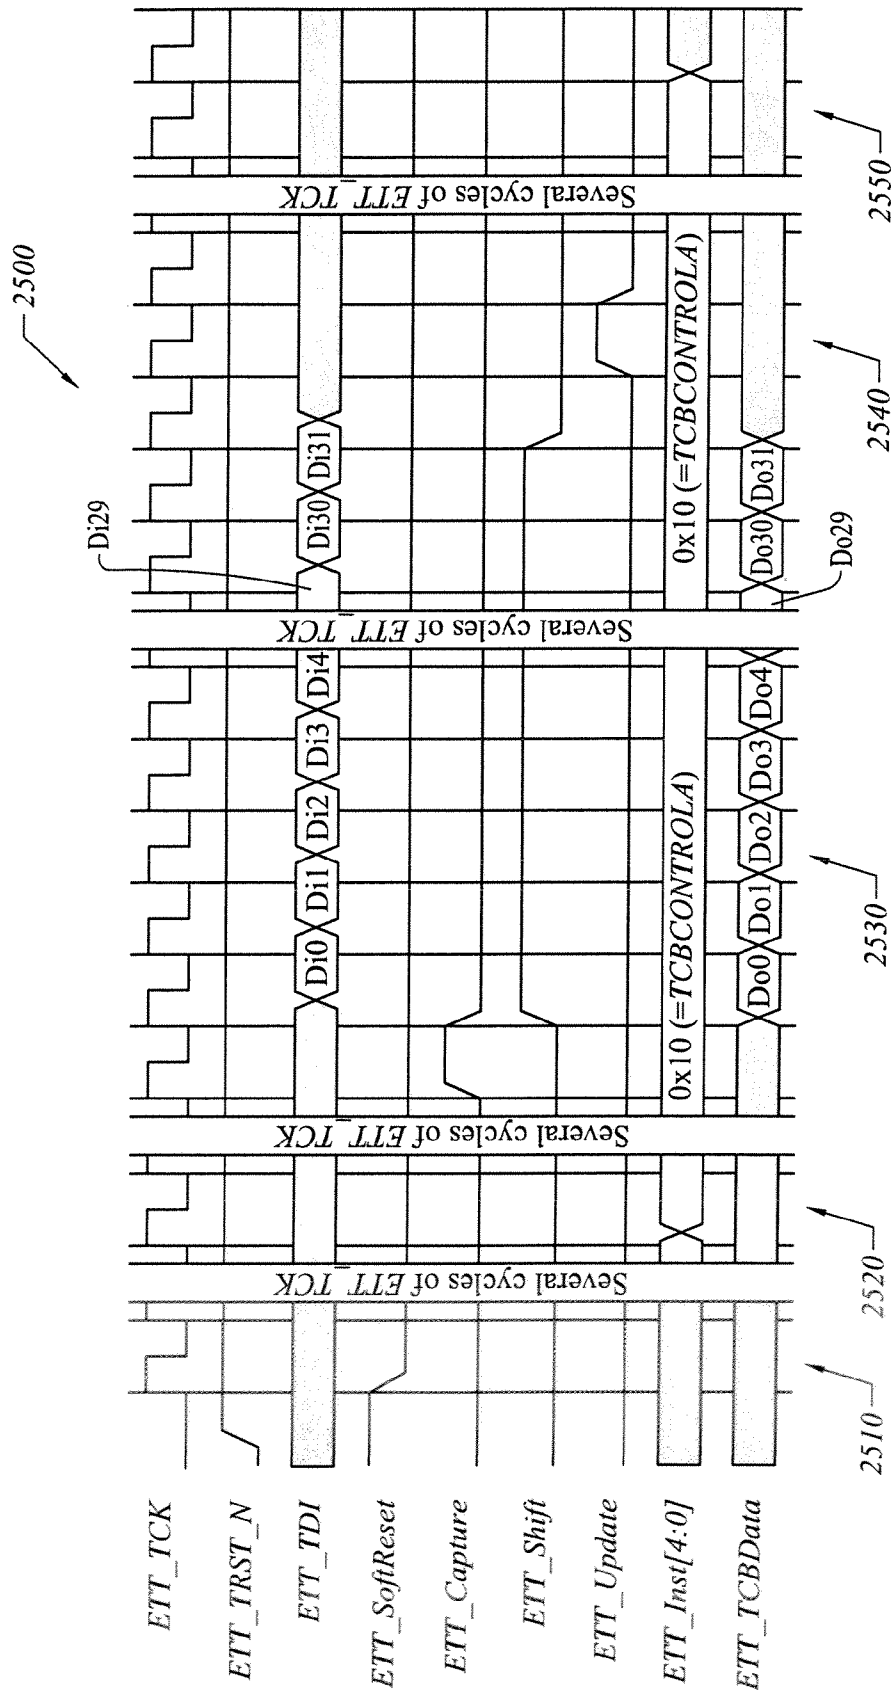 2500
ETT_TCK
ETT_TRST_N
ETT_TDI
Di0
Di1
Di2
Di3
Di4
Di29
Di30
Di31
ETT_SoftReset
ETT_Capture
ETT_Shift
ETT_Update
ETT_Inst[4:0]
0x10 (=TCBCONTROLA)
0x10 (=TCBCONTROLA)
ETT_TCBData
Do0
Do1
Do2
Do3
Do4
Do29
Do30
Do31
Several cycles of ETT_TCK
Several cycles of ETT_TCK
Several cycles of ETT_TCK
Several cycles of ETT_TCK
2510
2520
2530
2540
2550